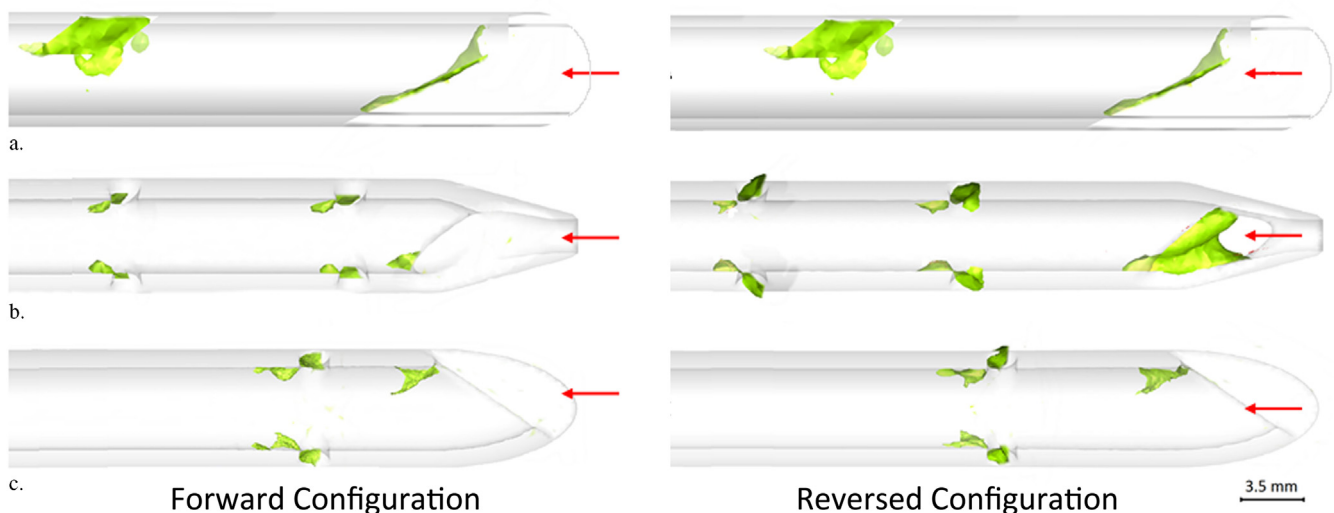 a.
b.
c.
Forward Configuration
Reversed Configuration
3.5 mm